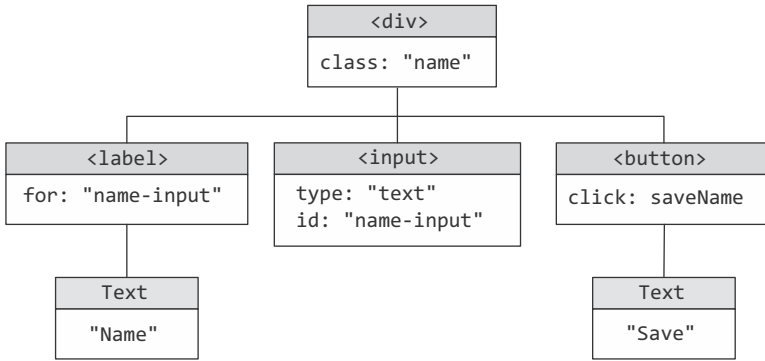 <div>
class: "name"
<label>
for: "name-input"
<input>
type: "text"
id: "name-input"
<button>
click: saveName
Text
"Name"
Text
"Save"